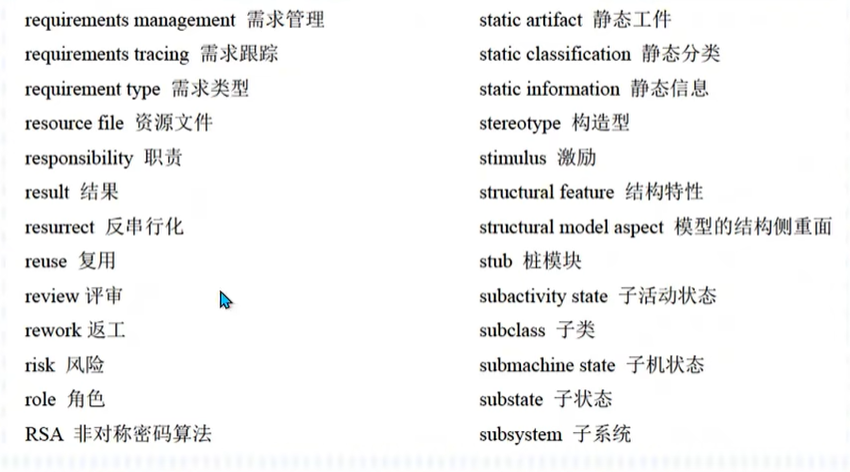 requirements management 需求管理
requirements tracing 需求跟踪
requirement type 需求类型
resource file 资源文件
responsibility 职责
result 结果
resurrect 反串行化
reuse 复用
review 评审
rework 返工
risk 风险
role 角色
RSA 非对称密码算法
static artifact 静态工件
static classification 静态分类
static information 静态信息
stereotype 构造型
stimulus 激励
structural feature 结构特性
structural model aspect 模型的结构侧重面
stub 桩模块
subactivity state 子活动状态
subclass 子类
submachine state 子机状态
substate 子状态
subsystem 子系统